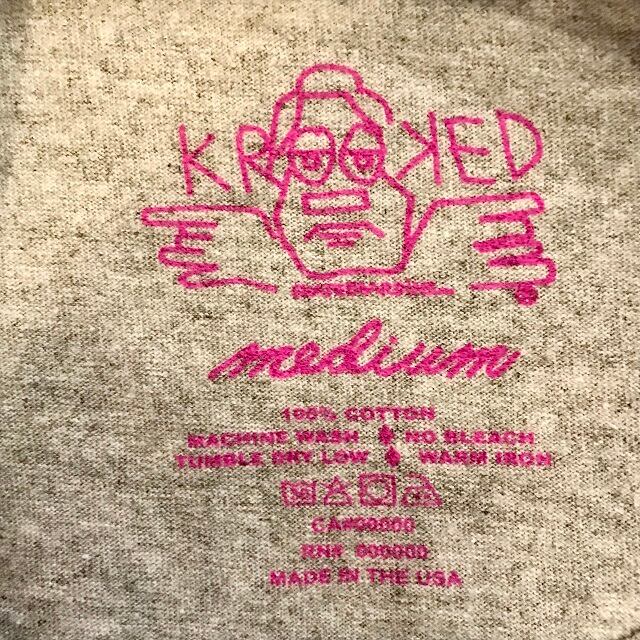 KROOKED
SKATEBOARDING
medium
100% COTTON
MACHINE WASH NO BLEACH
TUMBLE DRY LOW WARM IRON
CA#00000
RN# 000000
MADE IN THE USA